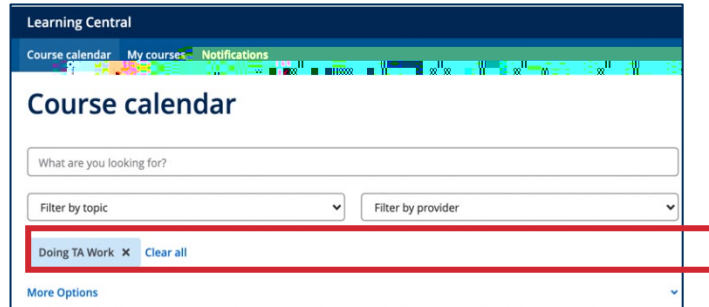 Learning Central
Course calendar My courses Notifications
Course calendar
What are you looking for?
Filter by topic Filter by provider
Doing TA Work × Clear all
More Options